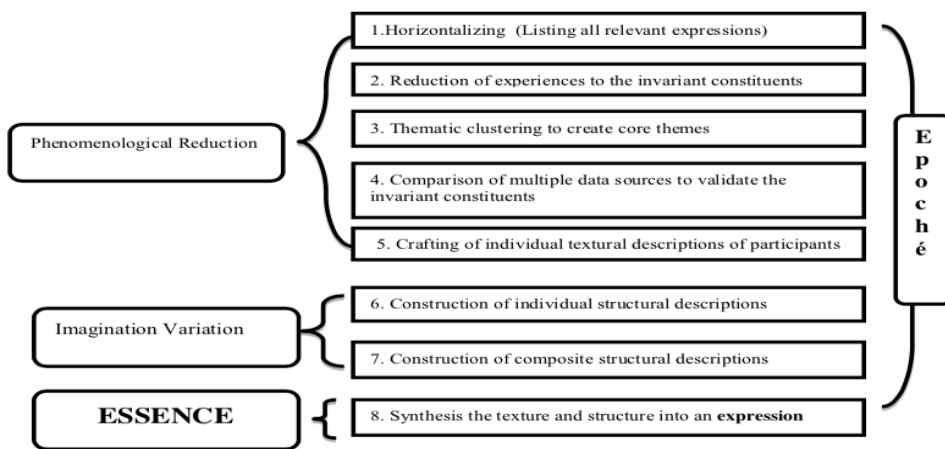 1.Horizontalizing (Listing all relevant expressions)
2. Reduction of experiences to the invariant constituents
Phenomenological Reduction
3. Thematic clustering to create core themes
4. Comparison of multiple data sources to validate the
invariant constituents
5. Crafting of individual textural descriptions of participants
Epoché
6. Construction of individual structural descriptions
Imagination Variation
7. Construction of composite structural descriptions
ESSENCE
8. Synthesis the texture and structure into an expression